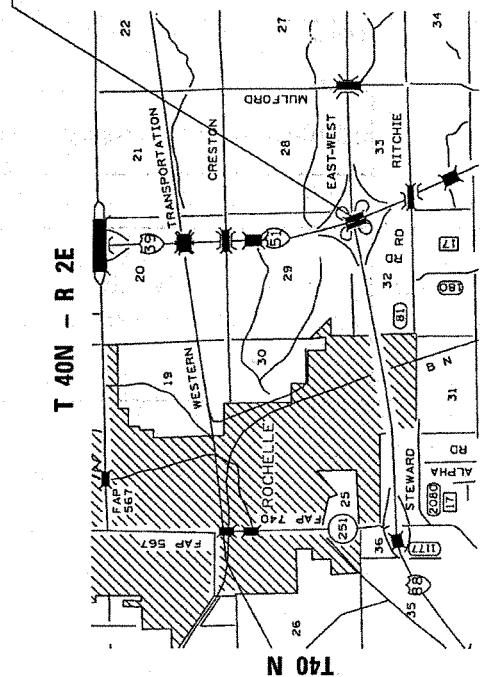 T 40N - R 2E
T40 N
22
27
34
21
28
33
20
29
32
19
30
31
25
36
26
35
TRANSPORTATION
CRESTON
MULFORD
EAST-WEST
RITCHIE
RD
WESTERN
39
51
17
180
81
B N
ROCHELLE
FAP
567
FAP 567
FAP 740
251
STEWARD
RD
ALPHA
2080
17
1177
88